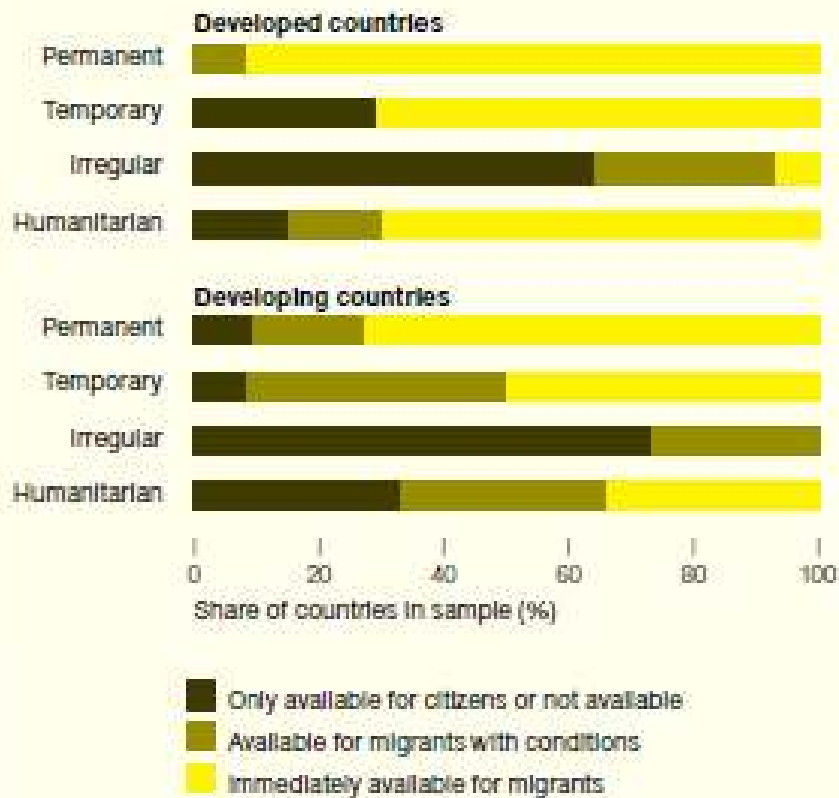 Developed countries
Permanent
Temporary
Irregular
Humanitarian
Developing countries
Permanent
Temporary
Irregular
Humanitarian
0 20 40 60 80 100
Share of countries in sample (%)
Only available for citizens or not available
Available for migrants with conditions
Immediately available for migrants